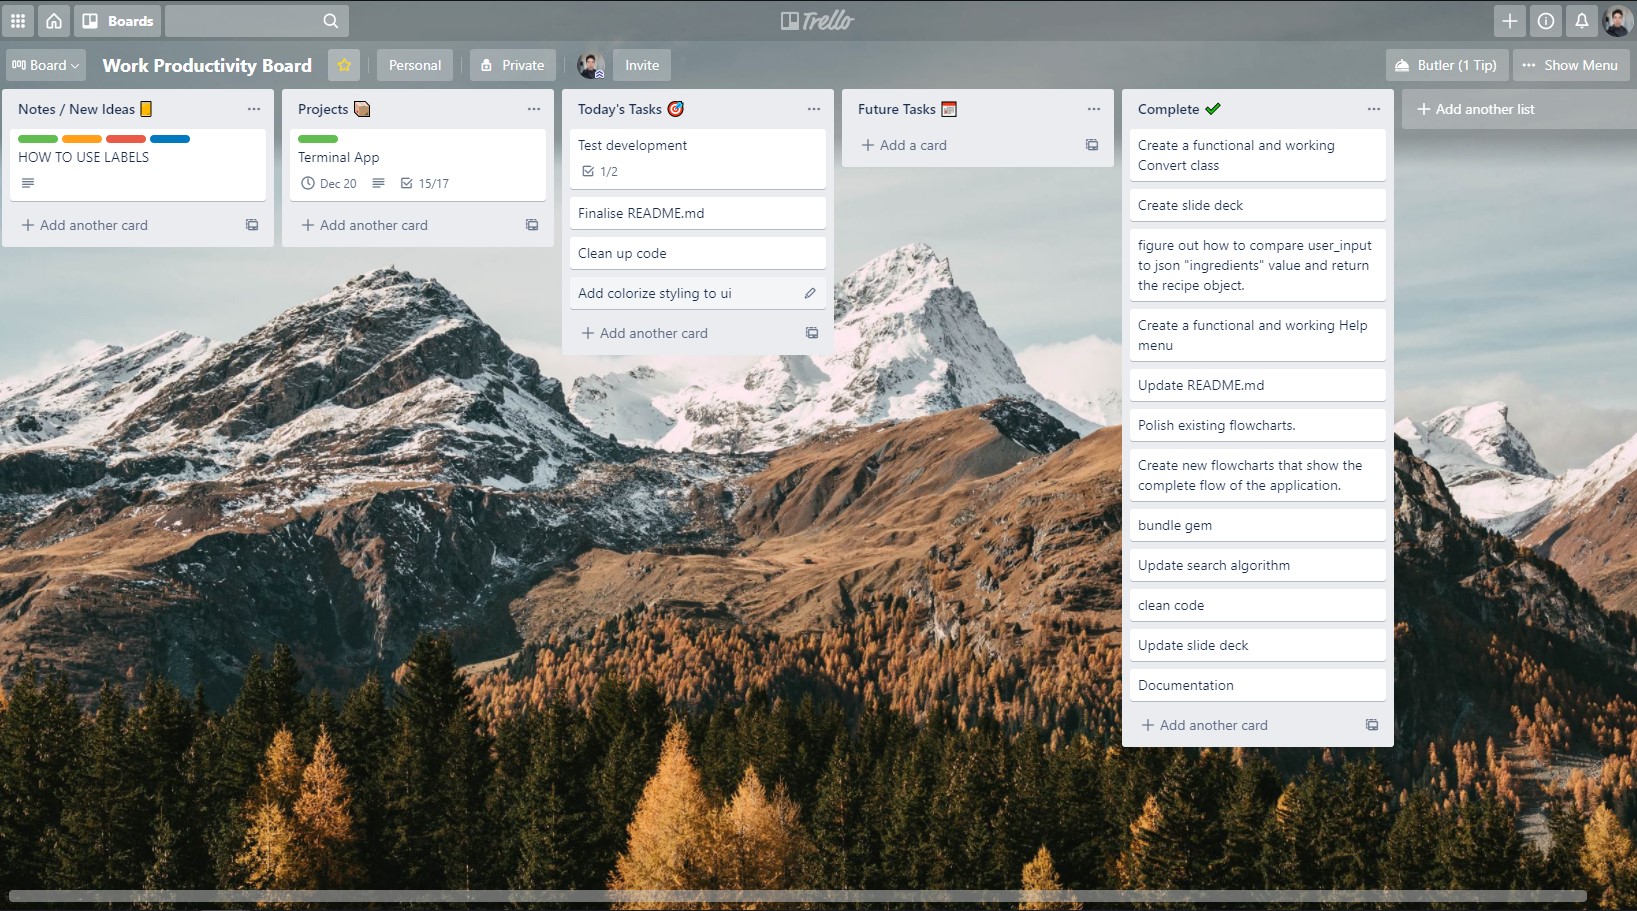 Boards
Trello
Board
Work Productivity Board
Personal
Private
Invite
Butler (1 Tip)
Show Menu
Notes / New Ideas
HOW TO USE LABELS
Add another card
Projects
Terminal App
Dec 20
15/17
Add another card
Today's Tasks
Test development
1/2
Finalise README.md
Clean up code
Add colorize styling to ui
Add another card
Future Tasks
Add a card
Complete
Create a functional and working
Convert class
Create slide deck
figure out how to compare user_input
to json "ingredients" value and return
the recipe object.
Create a functional and working Help
menu
Update README.md
Polish existing flowcharts.
Create new flowcharts that show the
complete flow of the application.
bundle gem
Update search algorithm
clean code
Update slide deck
Documentation
Add another card
Add another list